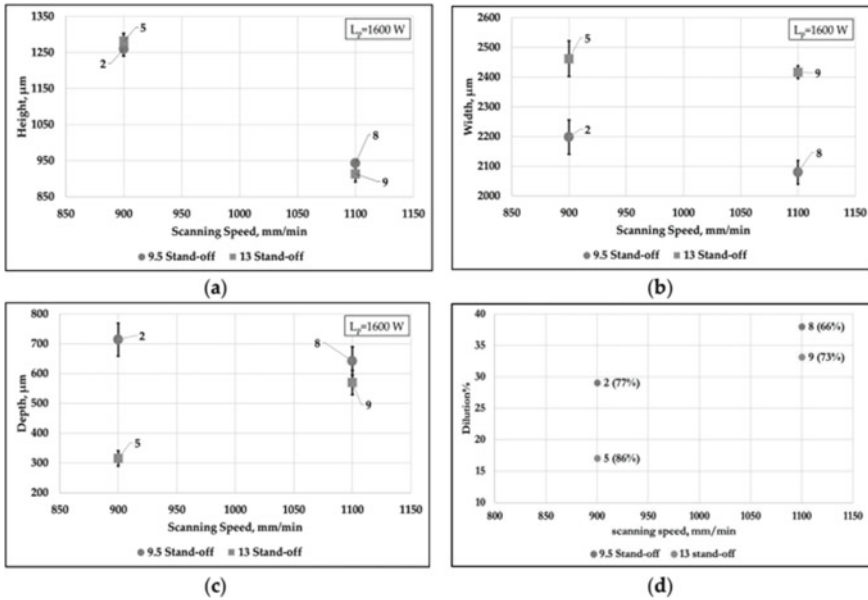 1350
1250
1150
1050
950
850
Height, μm
5
2
8
9
Lp=1600 W
850 900 950 1000 1050 1100 1150
Scanning Speed, mm/min
9.5 Stand-off 13 Stand-off
(a)
2600
2500
2400
2300
2200
2100
2000
Width, μm
5
2
9
8
Lp=1600 W
850 900 950 1000 1050 1100 1150
Scanning Speed, mm/min
9.5 Stand-off 13 Stand-off
(b)
800
700
600
500
400
300
200
Depth, μm
2
5
8
9
Lp=1600 W
850 900 950 1000 1050 1100 1150
Scanning Speed, mm/min
9.5 Stand-off 13 Stand-off
(c)
40
35
30
25
20
15
10
Dilution%
8 (66%)
9 (73%)
2 (77%)
5 (86%)
800 850 900 950 1000 1050 1100 1150
scanning speed, mm/min
9.5 Stand-off 13 stand-off
(d)